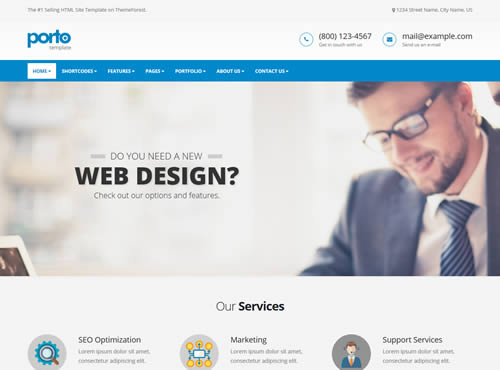 The #1 Selling HTML Site Template on ThemeForest.
1234 Street Name, City Name, US
porto
template
(800) 123-4567
Get in touch with us
mail@example.com
Send us an e-mail
HOME SHORTCODES FEATURES PAGES PORTFOLIO ABOUT US CONTACT US
DO YOU NEED A NEW
WEB DESIGN?
Check out our options and features.
Our Services
SEO Optimization
Lorem ipsum dolor sit amet,
consectetur adipiscing elit.
Marketing
Lorem ipsum dolor sit amet,
consectetur adipiscing elit.
Support Services
Lorem ipsum dolor sit amet,
consectetur adipiscing elit.